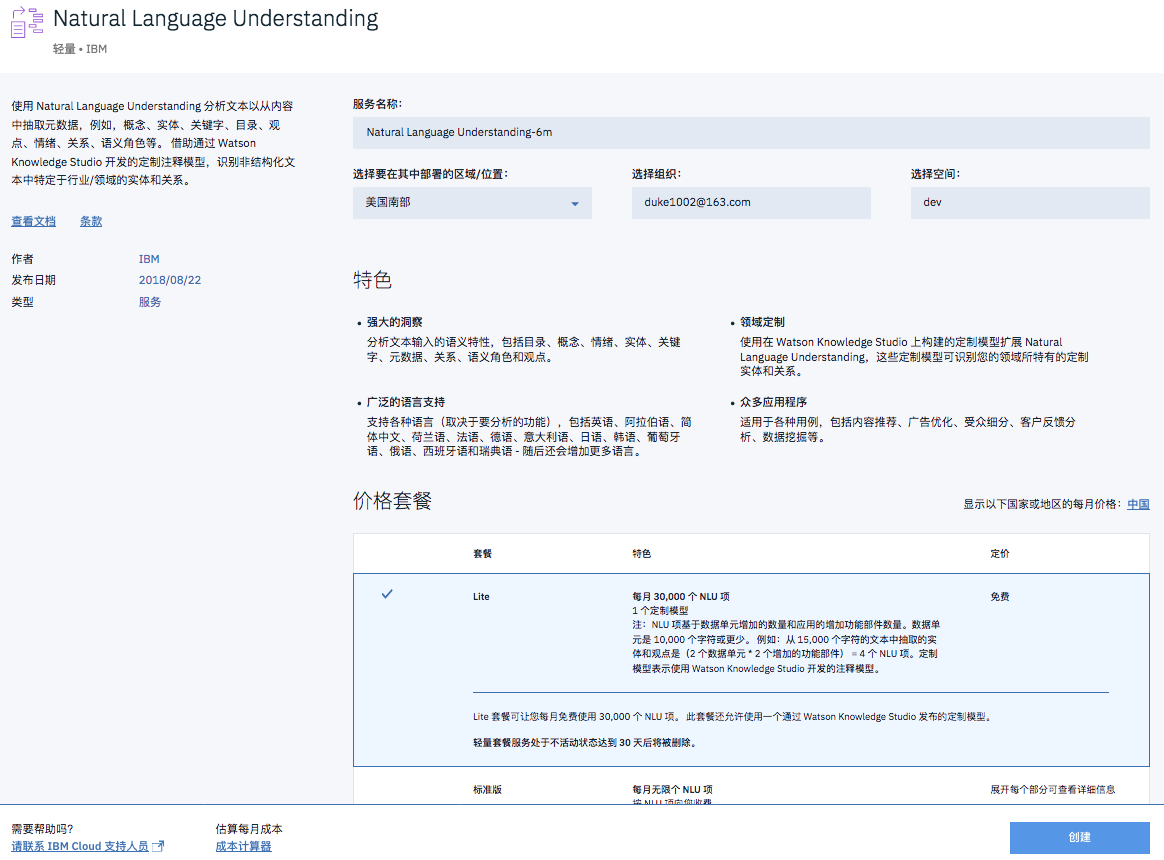 Natural Language Understanding
轻量 • IBM
使用 Natural Language Understanding 分析文本以从内容
中抽取元数据，例如，概念、实体、关键字、目录、观
点、情绪、关系、语义角色等。 借助通过 Watson
Knowledge Studio 开发的定制注释模型，识别非结构化文
本中特定于行业/领域的实体和关系。
查看文档 条款
作者 IBM
发布日期 2018/08/22
类型 服务
服务名称：
Natural Language Understanding-6m
选择要在其中部署的区域/位置： 选择组织： 选择空间：
美国南部 duke1002@163.com dev
特色
• 强大的洞察
分析文本输入的语义特性，包括目录、概念、情绪、实体、关键
字、元数据、关系、语义角色和观点。
• 领域定制
使用在 Watson Knowledge Studio 上构建的定制模型扩展 Natural
Language Understanding，这些定制模型可识别您的领域所特有的定制
实体和关系。
• 广泛的语言支持
支持各种语言（取决于要分析的功能），包括英语、阿拉伯语、简
体中文、荷兰语、法语、德语、意大利语、日语、韩语、葡萄牙
语、俄语、西班牙语和瑞典语 - 随后还会增加更多语言。
• 众多应用程序
适用于各种用例，包括内容推荐、广告优化、受众细分、客户反馈分
析、数据挖掘等。
价格套餐
显示以下国家或地区的每月价格： 中国
套餐 特色 定价
Lite 每月 30,000 个 NLU 项 免费
1 个定制模型
注：NLU 项基于数据单元增加的数量和应用的增加功能部件数量。数据单
元是 10,000 个字符或更少。 例如：从 15,000 个字符的文本中抽取的实
体和观点是（2 个数据单元 * 2 个增加的功能部件） = 4 个 NLU 项。定制
模型表示使用 Watson Knowledge Studio 开发的注释模型。
Lite 套餐可让您每月免费使用 30,000 个 NLU 项。 此套餐还允许使用一个通过 Watson Knowledge Studio 发布的定制模型。
轻量套餐服务处于不活动状态达到 30 天后将被删除。
标准版 每月无限个 NLU 项 展开每个部分可查看详细信息
按 NLU 项向您收费
需要帮助吗？ 估算每月成本
请联系 IBM Cloud 支持人员 成本计算器
创建